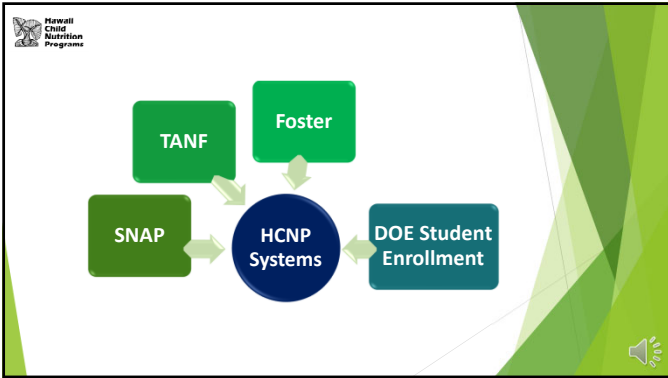 Hawaii
Child
Nutrition
Programs
Foster
TANF
SNAP
HCNP
Systems
DOE Student
Enrollment